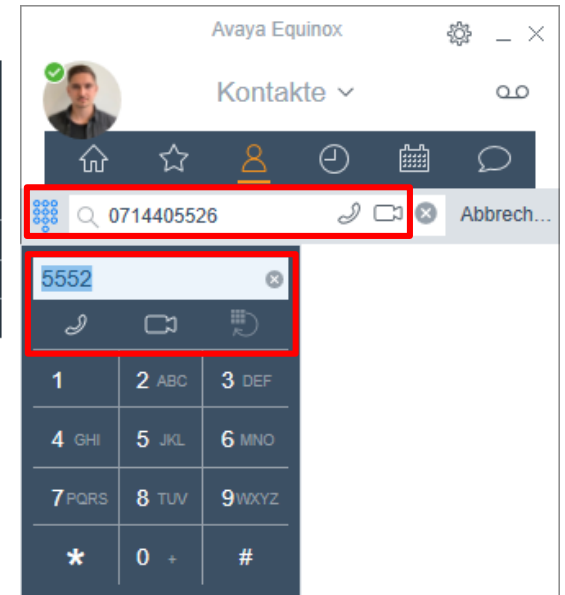 Avaya Equinox
Kontakte
0714405526 Abbrech...
5552
1 2 ABC 3 DEF
4 GHI 5 JKL 6 MNO
7 PQRS 8 TUV 9 WXYZ
* 0 + #